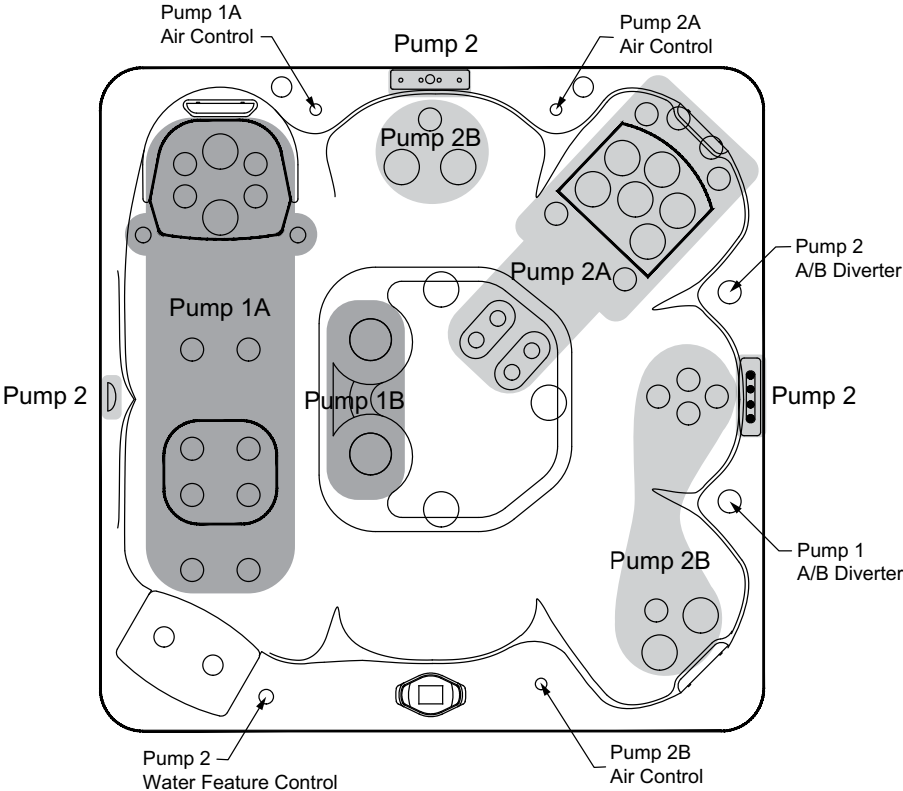 Pump 1A
Air Control
Pump 2
Pump 2A
Air Control
Pump 2B
Pump 2
A/B Diverter
Pump 2A
Pump 1A
Pump 2
Pump 1B
Pump 2
Pump 1
A/B Diverter
Pump 2B
Pump 2
Water Feature Control
Pump 2B
Air Control